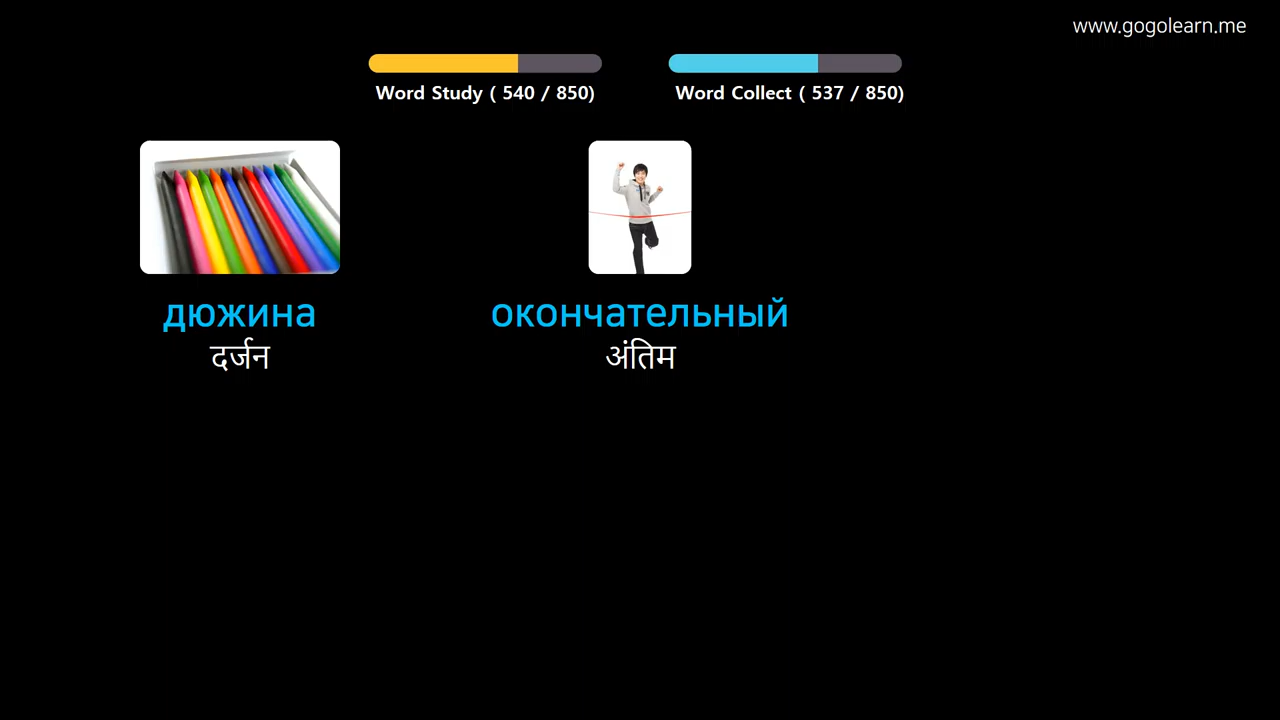 www.gogolearn.me
Word Study ( 540 / 850)
Word Collect ( 537 / 850)
дюжина
दर्जन
окончательный
अंतिम